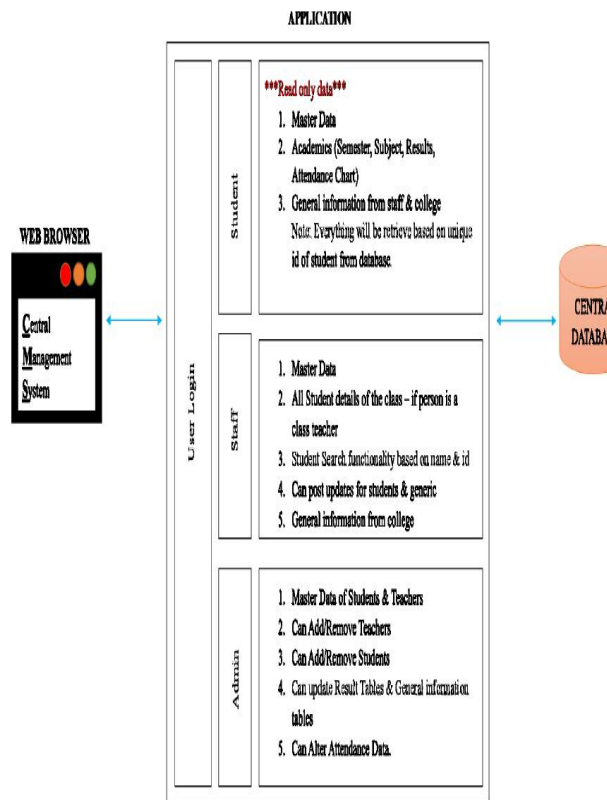 APPLICATION
WEB BROWSER
Central
Management
System
User Login
Student
***Read only data***
1. Master Data
2. Academics (Semester, Subject, Results,
Attendance Chart)
3. General information from staff & college
Note: Everything will be retrieve based on unique
id of student from database.
Staff
1. Master Data
2. All Student details of the class – if person is a
class teacher
3. Student Search functionality based on name & id
4. Can post updates for students & generic
5. General information from college
Admin
1. Master Data of Students & Teachers
2. Can Add/Remove Teachers
3. Can Add/Remove Students
4. Can update Result Tables & General information
tables
5. Can Alter Attendance Data.
CENTRA
DATABA